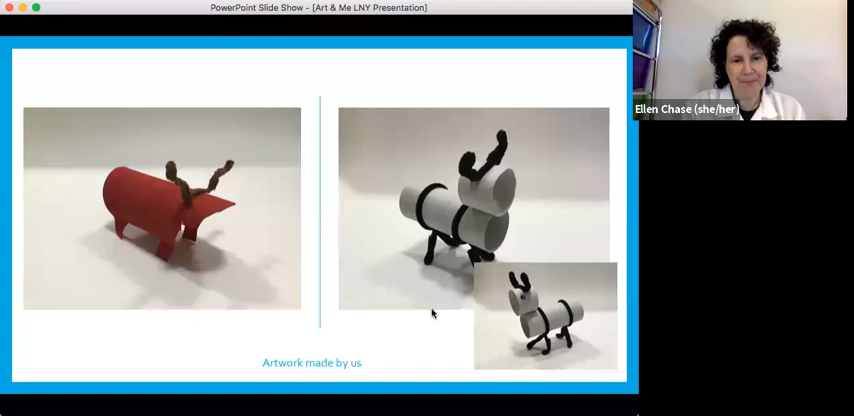 PowerPoint Slide Show - [Art & Me LNY Presentation]
Ellen Chase (she/her)
Artwork made by us